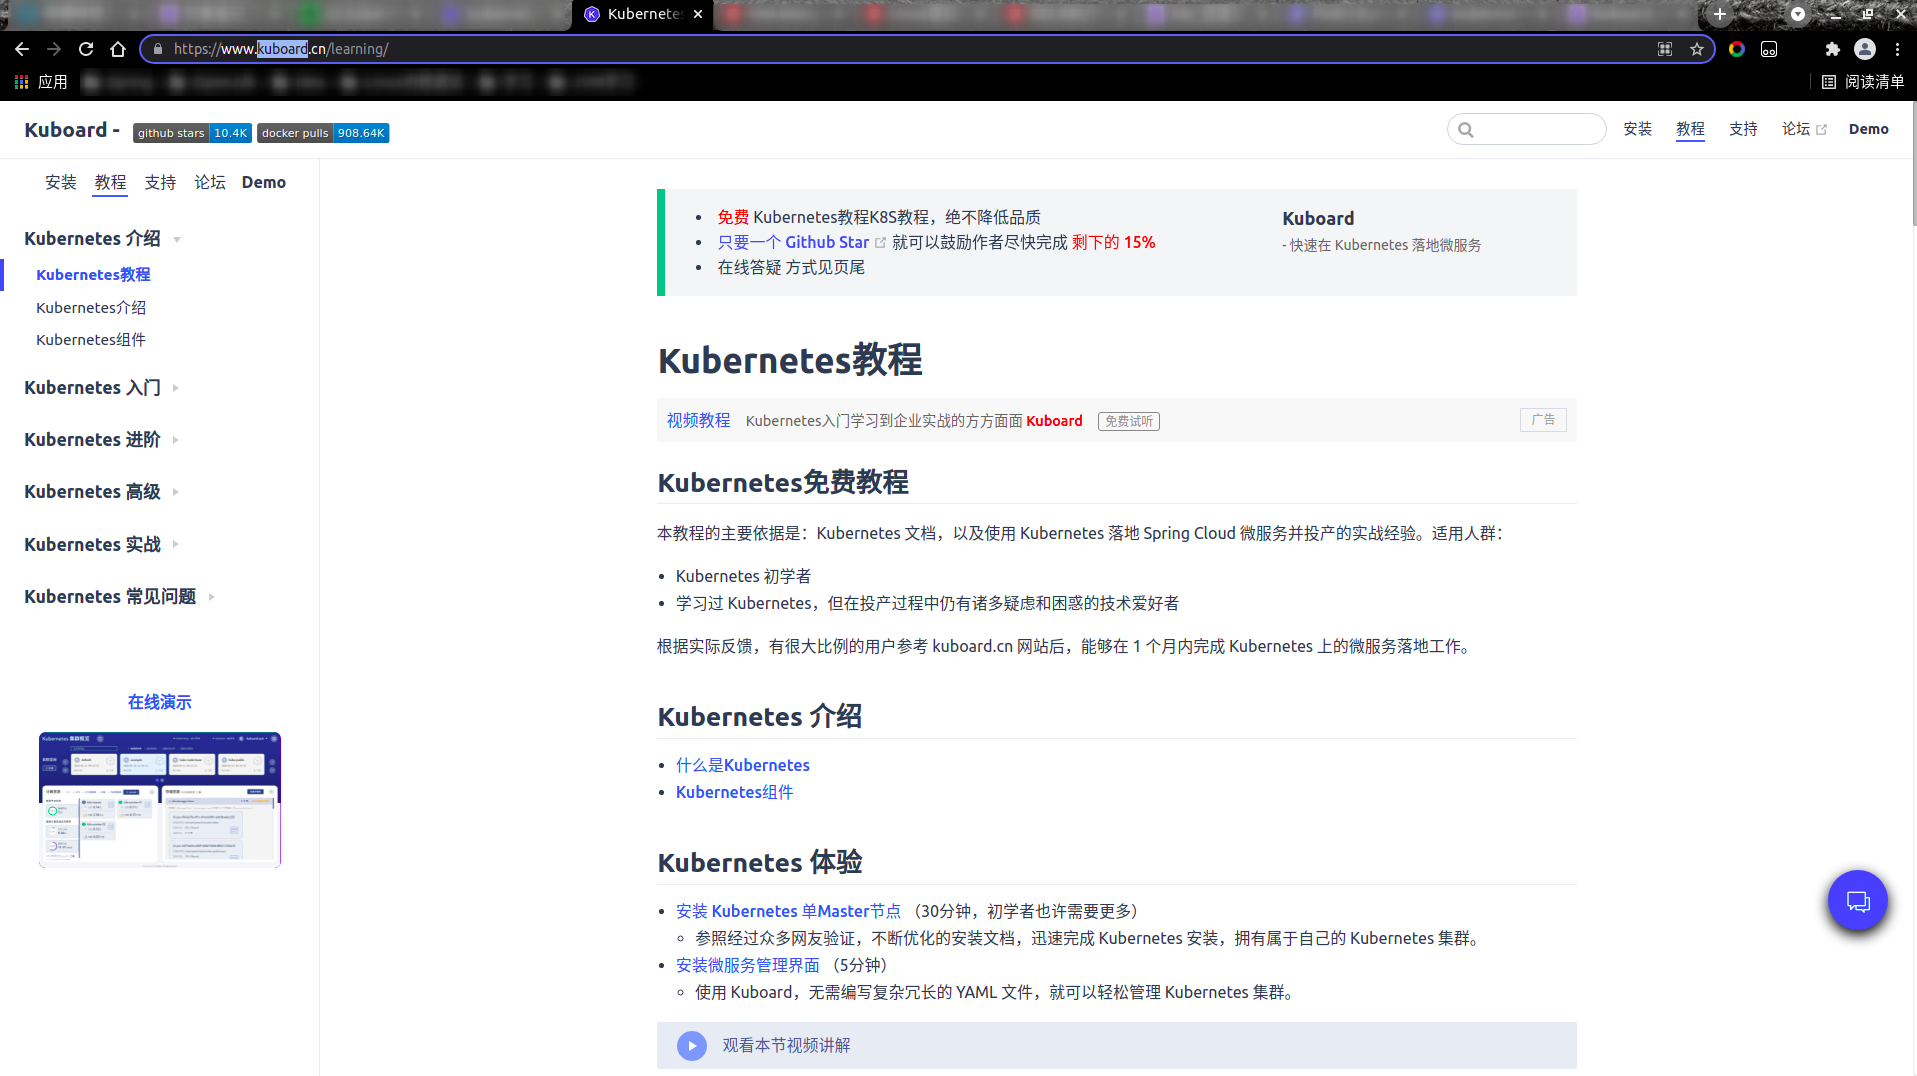 Kubernetes
https://www.kuboard.cn/learning/
应用
阅读清单
Kuboard -
github stars 10.4K docker pulls 908.64K
安装 教程 支持 论坛 Demo
安装 教程 支持 论坛 Demo
Kubernetes 介绍
Kubernetes教程
Kubernetes介绍
Kubernetes组件
Kubernetes 入门
Kubernetes 进阶
Kubernetes 高级
Kubernetes 实战
Kubernetes 常见问题
在线演示
免费 Kubernetes教程K8S教程，绝不降低品质
只要一个 Github Star 就可以鼓励作者尽快完成 剩下的 15%
在线答疑 方式见页尾
Kuboard
- 快速在 Kubernetes 落地微服务
Kubernetes教程
视频教程 Kubernetes入门学习到企业实战的方方面面 Kuboard 免费试听 广告
Kubernetes免费教程
本教程的主要依据是：Kubernetes 文档，以及使用 Kubernetes 落地 Spring Cloud 微服务并投产的实战经验。适用人群：
Kubernetes 初学者
学习过 Kubernetes，但在投产过程中仍有诸多疑虑和困惑的技术爱好者
根据实际反馈，有很大比例的用户参考 kuboard.cn 网站后，能够在 1 个月内完成 Kubernetes 上的微服务落地工作。
Kubernetes 介绍
什么是Kubernetes
Kubernetes组件
Kubernetes 体验
安装 Kubernetes 单Master节点 （30分钟，初学者也许需要更多）
参照经过众多网友验证，不断优化的安装文档，迅速完成 Kubernetes 安装，拥有属于自己的 Kubernetes 集群。
安装微服务管理界面 （5分钟）
使用 Kuboard，无需编写复杂冗长的 YAML 文件，就可以轻松管理 Kubernetes 集群。
观看本节视频讲解